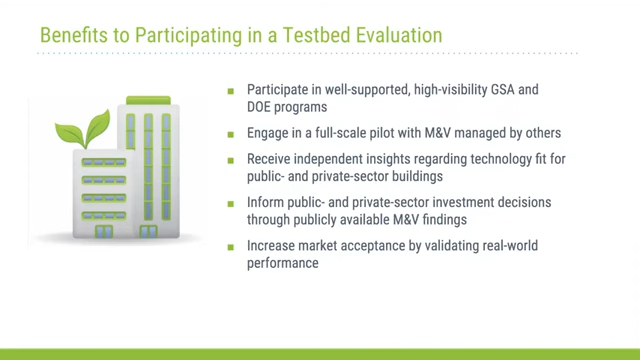 Benefits to Participating in a Testbed Evaluation
Participate in well-supported, high-visibility GSA and
DOE programs
Engage in a full-scale pilot with M&V managed by others
Receive independent insights regarding technology fit for
public- and private-sector buildings
Inform public- and private-sector investment decisions
through publicly available M&V findings
Increase market acceptance by validating real-world
performance